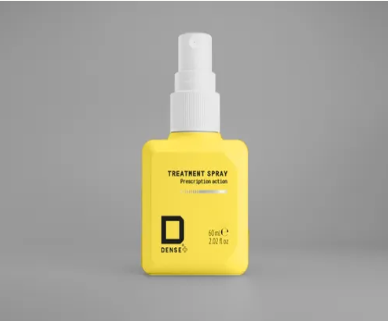 TREATMENT SPRAY
Prescription action
D
60 ml ℮
2.02 fl oz
DENSE